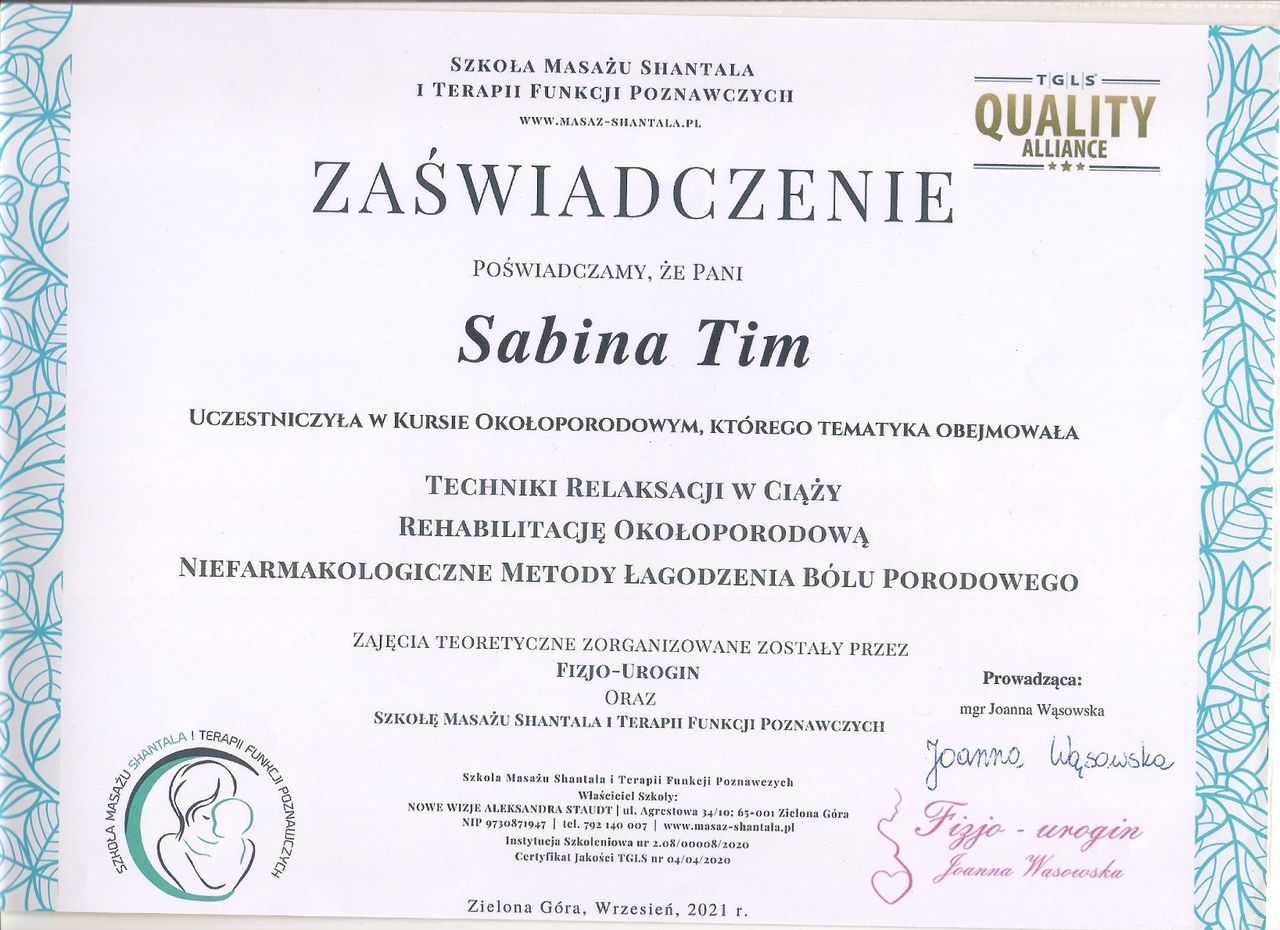 SZKOŁA MASAŻU SHANTALA
I TERAPII FUNKCJI POZNAWCZYCH
WWW.MASAZ-SHANTALA.PL
TGLS
QUALITY
ALLIANCE
ZAŚWIADCZENIE
POŚWIADCZAMY, ŻE PANI
Sabina Tim
UCZESTNICZYŁA W KURSIE OKOŁOPORODOWYM, KTÓREGO TEMATYKA OBEJMOWAŁA
TECHNIKI RELAKSACJI W CIĄŻY
REHABILITACJĘ OKOŁOPORODOWĄ
NIEFARMAKOLOGICZNE METODY ŁAGODZENIA BÓLU PORODOWEGO
ZAJĘCIA TEORETYCZNE ZORGANIZOWANE ZOSTAŁY PRZEZ
FIZJO-UROGIN
ORAZ
SZKOŁĘ MASAŻU SHANTALA I TERAPII FUNKCJI POZNAWCZYCH
Prowadząca:
mgr Joanna Wąsowska
Joanna Wąsowska
SZKOŁA MASAŻU SHANTALA I TERAPII FUNKCJI POZNAWCZYCH
Szkoła Masażu Shantala i Terapii Funkcji Poznawczych
Właściciel Szkoły:
NOWE WIZJE ALEKSANDRA STAUDT | ul. Agrestowa 34/10; 65-001 Zielona Góra
NIP 9730871947 | tel. 792 140 007 | www.masaz-shantala.pl
Instytucja Szkoleniowa nr 2.08/00008/2020
Certyfikat Jakości TGLS nr 04/04/2020
Fizjo - urogin
Joanna Wąsowska
Zielona Góra, Wrzesień, 2021 r.